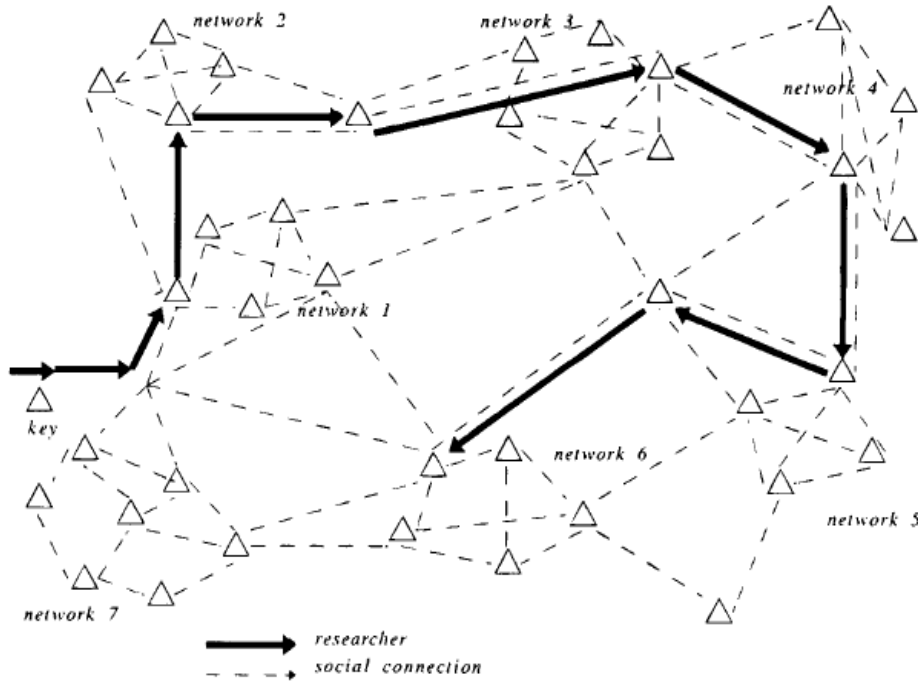 network 2
network 3
network 4
network 1
key
network 6
network 5
network 7
researcher
social connection